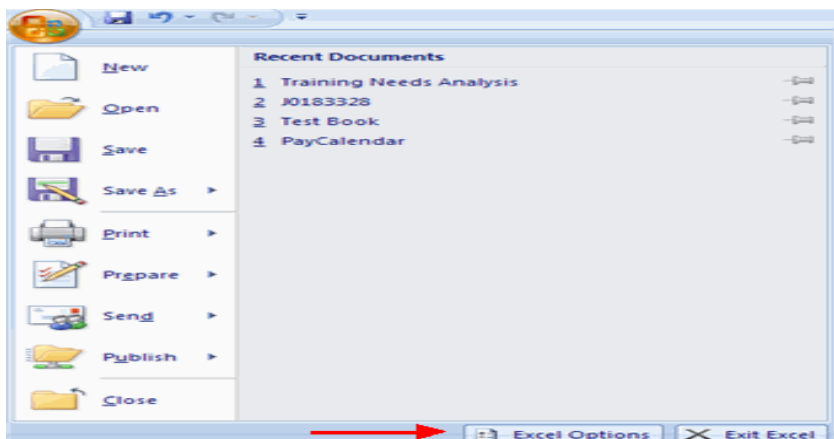 New
Open
Save
Save As
Print
Prepare
Send
Publish
Close
Recent Documents
1 Training Needs Analysis
2 J0183328
3 Test Book
4 PayCalendar
Excel Options
Exit Excel